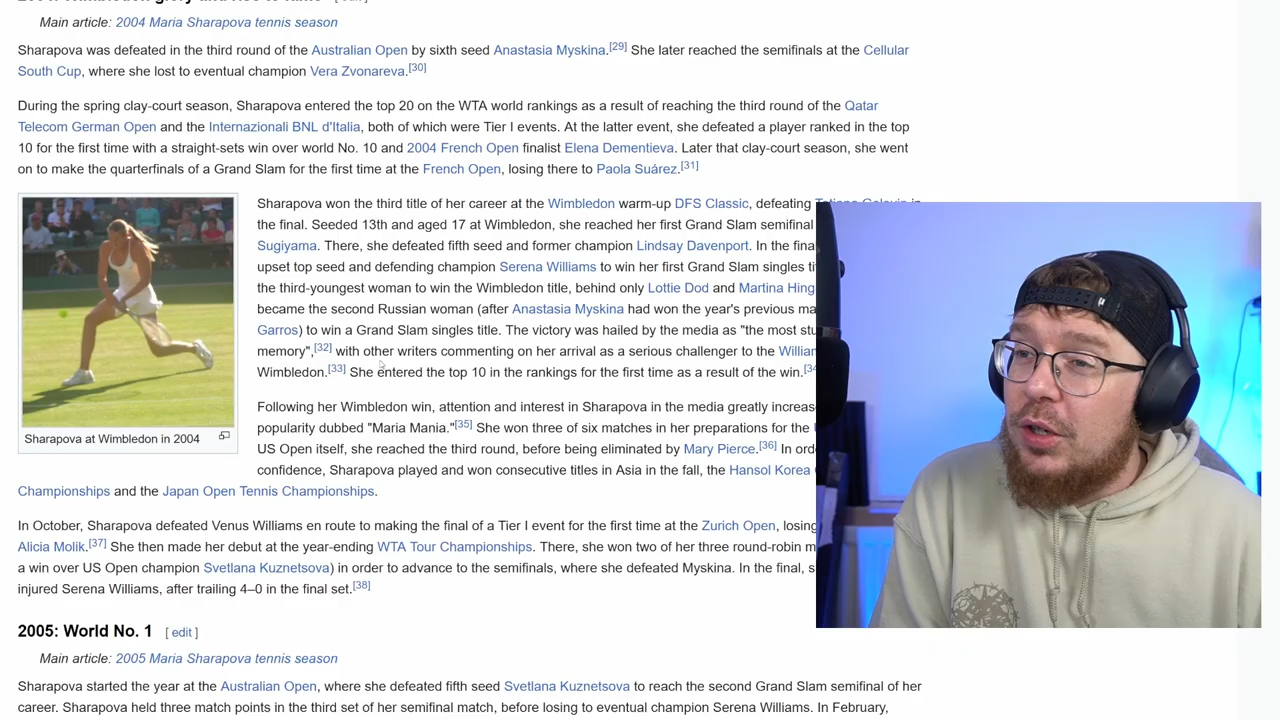 Main article: 2004 Maria Sharapova tennis season
Sharapova was defeated in the third round of the Australian Open by sixth seed Anastasia Myskina.[29] She later reached the semifinals at the Cellular
South Cup, where she lost to eventual champion Vera Zvonareva.[30]
During the spring clay-court season, Sharapova entered the top 20 on the WTA world rankings as a result of reaching the third round of the Qatar
Telecom German Open and the Internazionali BNL d'Italia, both of which were Tier I events. At the latter event, she defeated a player ranked in the top
10 for the first time with a straight-sets win over world No. 10 and 2004 French Open finalist Elena Dementieva. Later that clay-court season, she went
on to make the quarterfinals of a Grand Slam for the first time at the French Open, losing there to Paola Suárez.[31]
Sharapova won the third title of her career at the Wimbledon warm-up DFS Classic, defeating
the final. Seeded 13th and aged 17 at Wimbledon, she reached her first Grand Slam semifinal
Sugiyama. There, she defeated fifth seed and former champion Lindsay Davenport. In the fina
upset top seed and defending champion Serena Williams to win her first Grand Slam singles ti
the third-youngest woman to win the Wimbledon title, behind only Lottie Dod and Martina Hing
became the second Russian woman (after Anastasia Myskina had won the year's previous ma
Garros) to win a Grand Slam singles title. The victory was hailed by the media as "the most stu
memory",[32] with other writers commenting on her arrival as a serious challenger to the William
Wimbledon.[33] She entered the top 10 in the rankings for the first time as a result of the win.[34
Sharapova at Wimbledon in 2004
Following her Wimbledon win, attention and interest in Sharapova in the media greatly increas
popularity dubbed "Maria Mania."[35] She won three of six matches in her preparations for the
US Open itself, she reached the third round, before being eliminated by Mary Pierce.[36] In ord
confidence, Sharapova played and won consecutive titles in Asia in the fall, the Hansol Korea
Championships and the Japan Open Tennis Championships.
In October, Sharapova defeated Venus Williams en route to making the final of a Tier I event for the first time at the Zurich Open, losing
Alicia Molik.[37] She then made her debut at the year-ending WTA Tour Championships. There, she won two of her three round-robin m
a win over US Open champion Svetlana Kuznetsova) in order to advance to the semifinals, where she defeated Myskina. In the final, s
injured Serena Williams, after trailing 4–0 in the final set.[38]
2005: World No. 1 [ edit ]
Main article: 2005 Maria Sharapova tennis season
Sharapova started the year at the Australian Open, where she defeated fifth seed Svetlana Kuznetsova to reach the second Grand Slam semifinal of her
career. Sharapova held three match points in the third set of her semifinal match, before losing to eventual champion Serena Williams. In February,